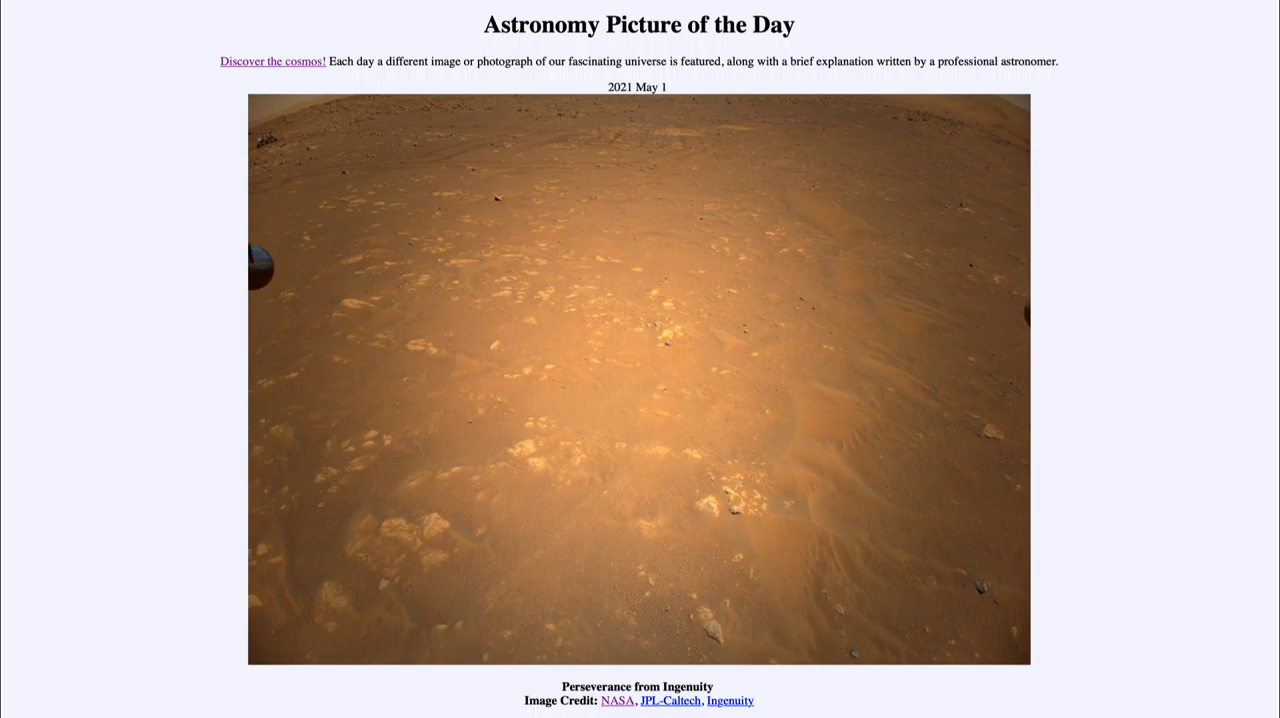 Astronomy Picture of the Day
Discover the cosmos! Each day a different image or photograph of our fascinating universe is featured, along with a brief explanation written by a professional astronomer.
2021 May 1
Perseverance from Ingenuity
Image Credit: NASA, JPL-Caltech, Ingenuity